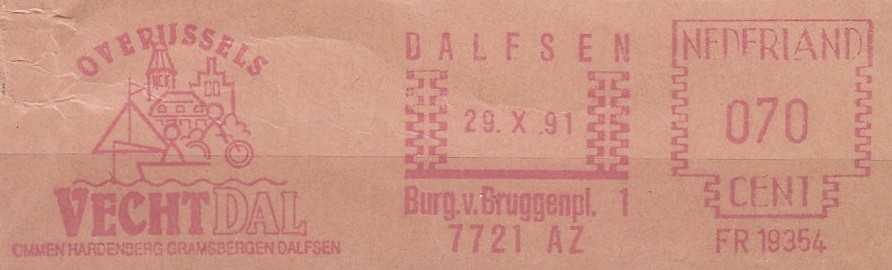 OVERIJSSELS
VECHTDAL
OMMEN HARDENBERG GRAMSBERGEN DALFSEN
DALFSEN
29. X .91
Burg.v.Bruggenpl. 1
7721 AZ
NEDERLAND
070
CENT
FR 19354